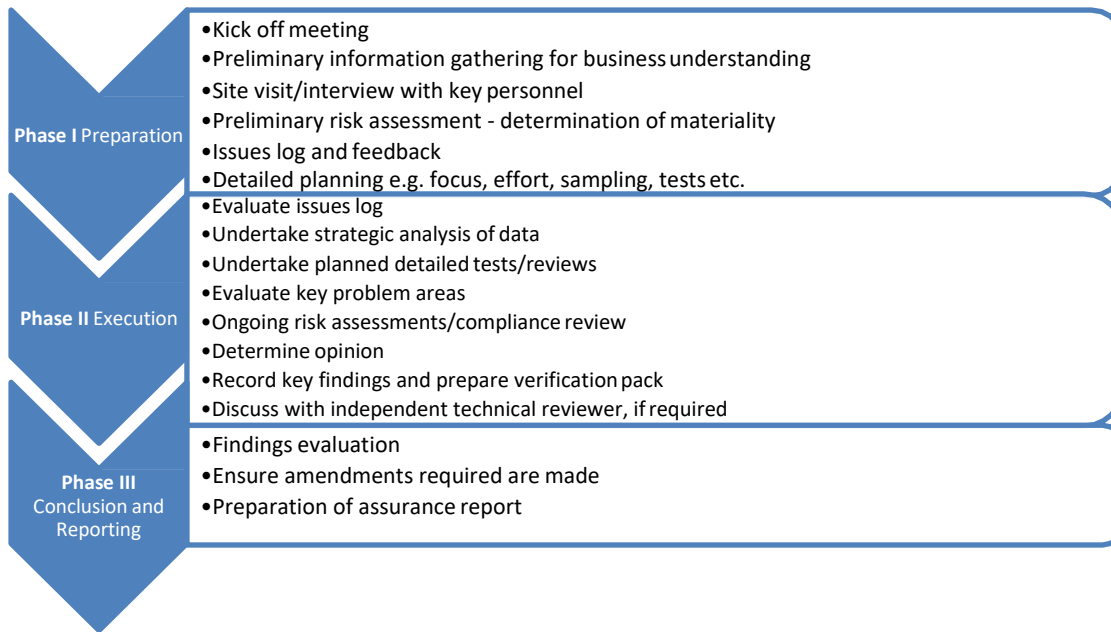 Phase I Preparation
•Kick off meeting
•Preliminary information gathering for business understanding
•Site visit/interview with key personnel
•Preliminary risk assessment - determination of materiality
•Issues log and feedback
•Detailed planning e.g. focus, effort, sampling, tests etc.
Phase II Execution
•Evaluate issues log
•Undertake strategic analysis of data
•Undertake planned detailed tests/reviews
•Evaluate key problem areas
•Ongoing risk assessments/compliance review
•Determine opinion
•Record key findings and prepare verification pack
•Discuss with independent technical reviewer, if required
Phase III
Conclusion and
Reporting
•Findings evaluation
•Ensure amendments required are made
•Preparation of assurance report